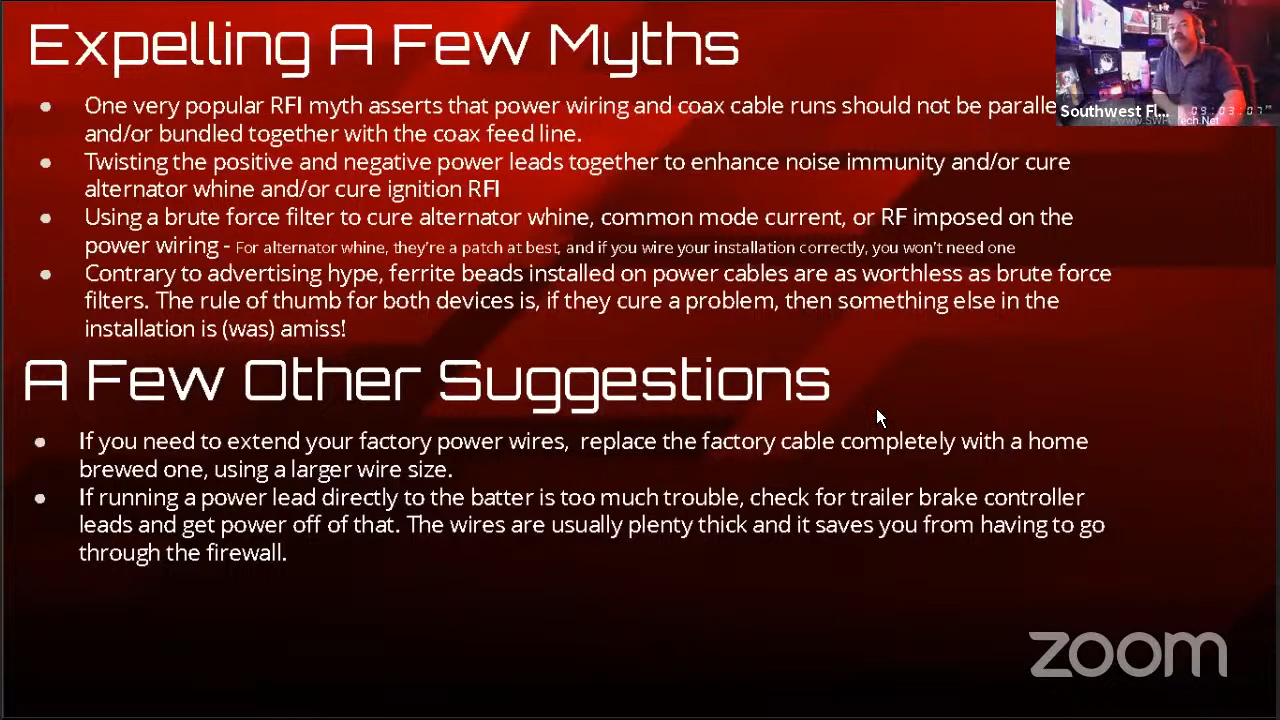 Expelling A Few Myths
One very popular RFI myth asserts that power wiring and coax cable runs should not be paralle
and/or bundled together with the coax feed line.
Twisting the positive and negative power leads together to enhance noise immunity and/or cure
alternator whine and/or cure ignition RFI
Using a brute force filter to cure alternator whine, common mode current, or RF imposed on the
power wiring - For alternator whine, they're a patch at best, and if you wire your installation correctly, you won't need one
Contrary to advertising hype, ferrite beads installed on power cables are as worthless as brute force
filters. The rule of thumb for both devices is, if they cure a problem, then something else in the
installation is (was) amiss!
A Few Other Suggestions
If you need to extend your factory power wires,  replace the factory cable completely with a home
brewed one, using a larger wire size.
If running a power lead directly to the batter is too much trouble, check for trailer brake controller
leads and get power off of that. The wires are usually plenty thick and it saves you from having to go
through the firewall.
Southwest Fl...
zoom